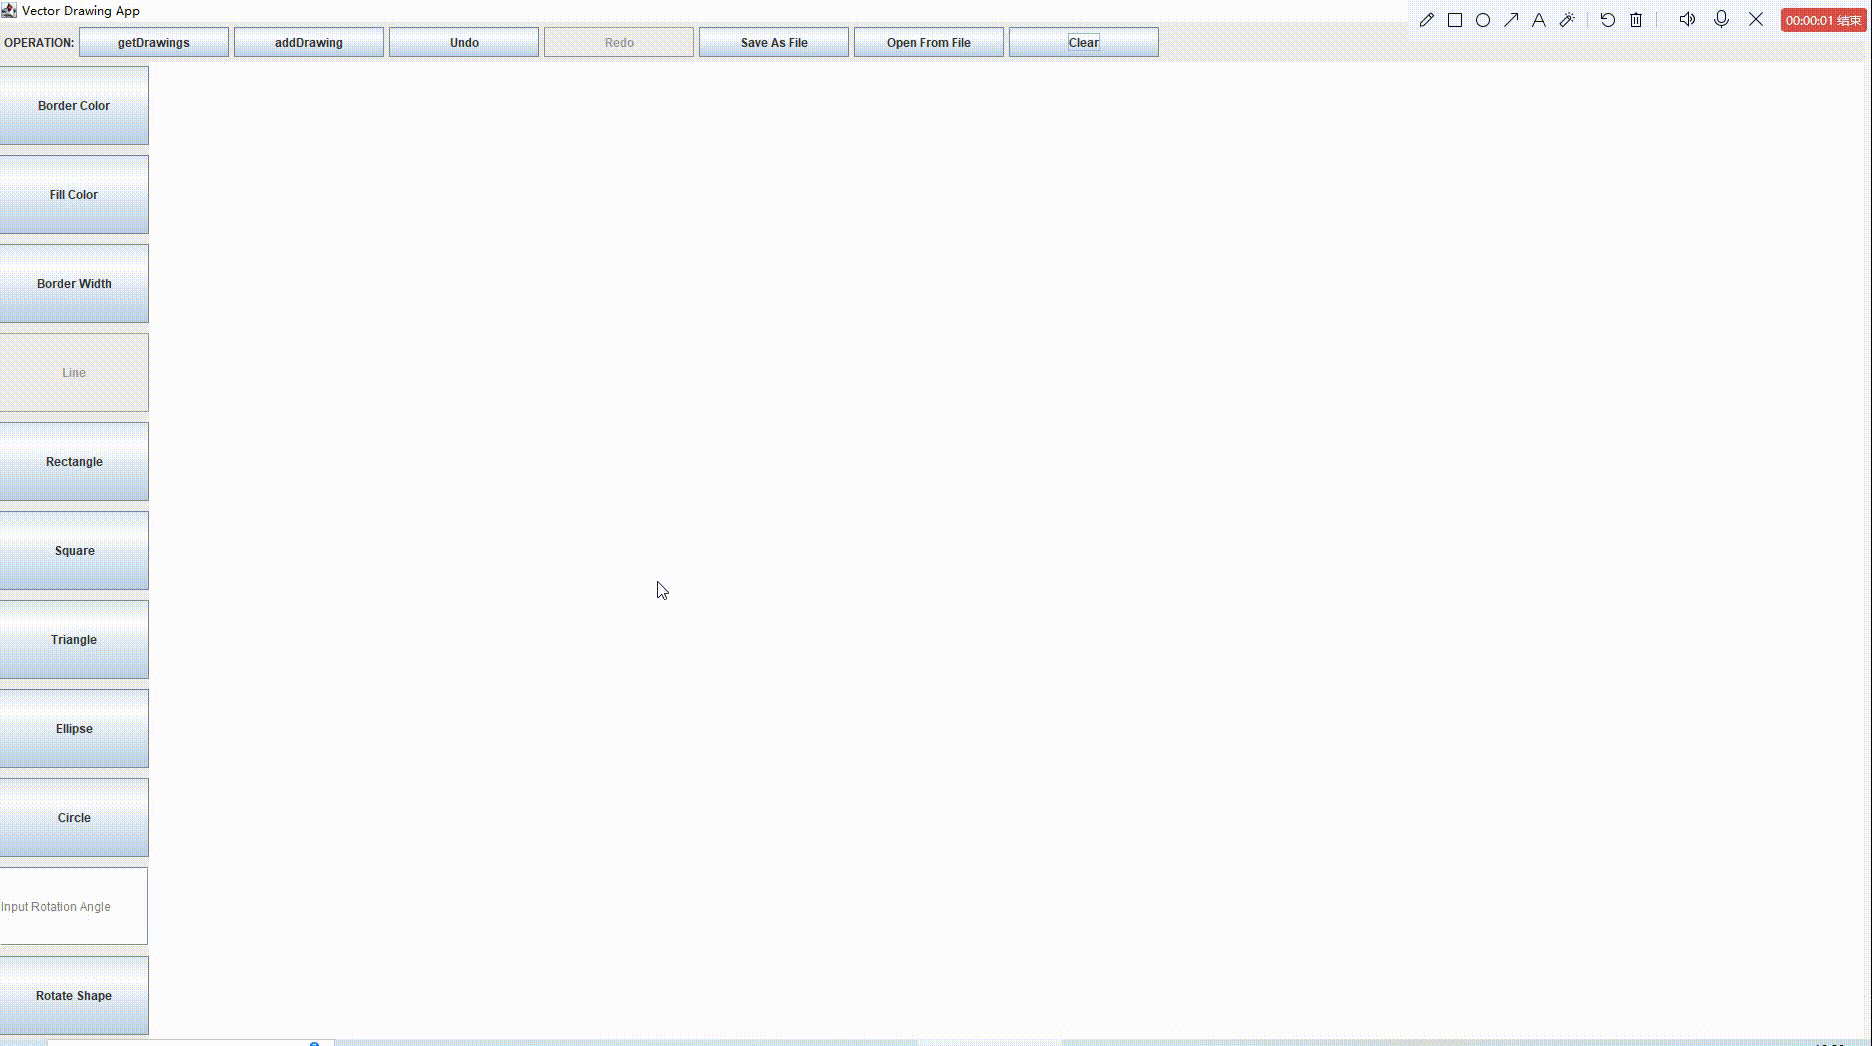 Vector Drawing App
00:00:01 结束
OPERATION: getDrawings addDrawing Undo Redo Save As File Open From File Clear
Border Color
Fill Color
Border Width
Line
Rectangle
Square
Triangle
Ellipse
Circle
Input Rotation Angle
Rotate Shape